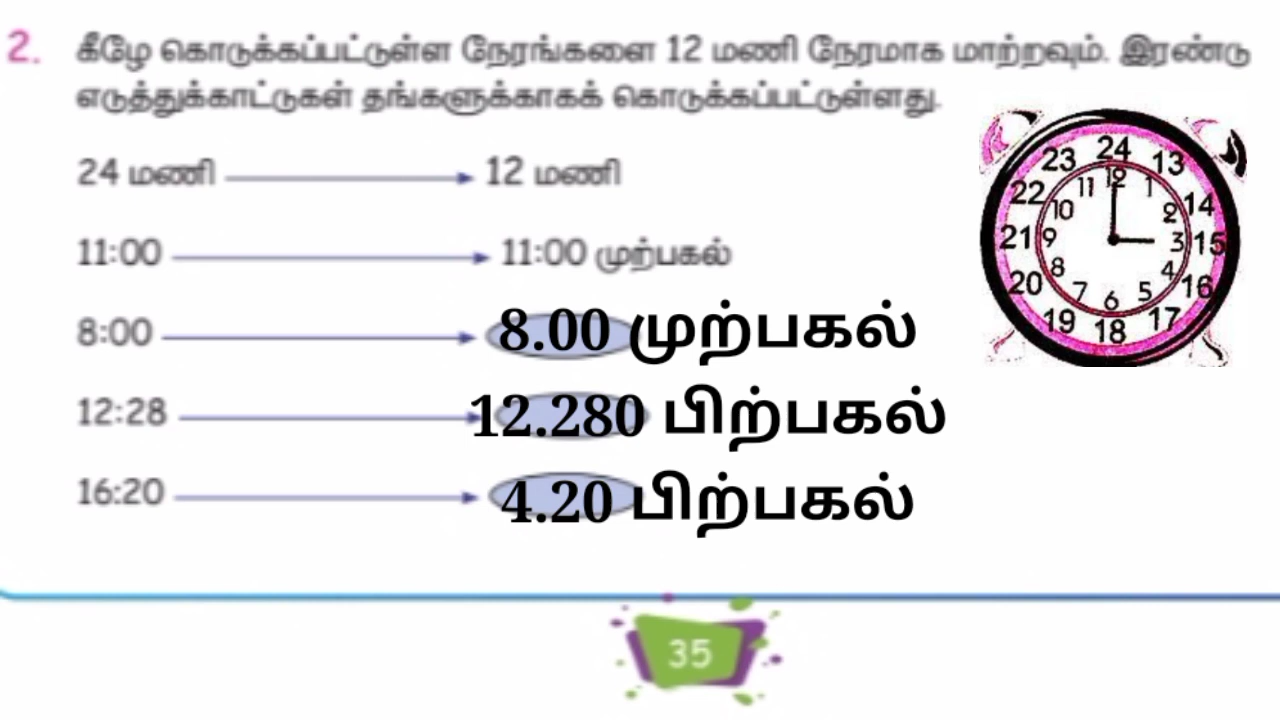 2. கீழே கொடுக்கப்பட்டுள்ள நேரங்களை 12 மணி நேரமாக மாற்றவும். இரண்டு
எடுத்துக்காட்டுகள் தங்களுக்காகக் கொடுக்கப்பட்டுள்ளது.
24 மணி 12 மணி
11:00 11:00 முற்பகல்
8:00 8.00 முற்பகல்
12:28 12.280 பிற்பகல்
16:20 4.20 பிற்பகல்
24 13 14 15 16 17 18 19 20 21 22 23
12 1 2 3 4 5 6 7 8 9 10 11
35